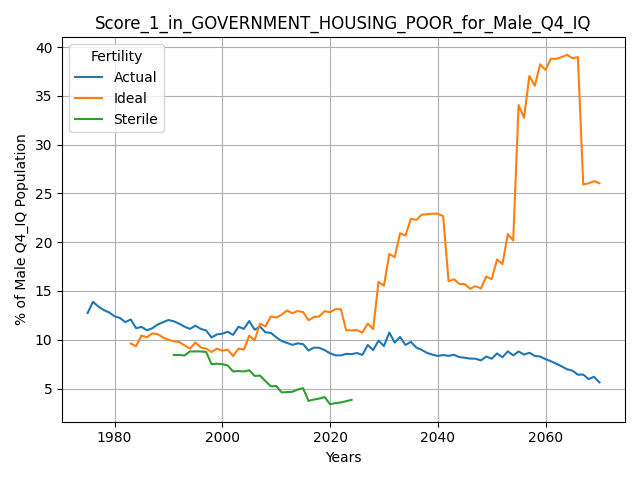 Score_1_in_GOVERNMENT_HOUSING_POOR_for_Male_Q4_IQ
Fertility
Actual
Ideal
Sterile
% of Male Q4_IQ Population
40
35
30
25
20
15
10
5
1980
2000
2020
2040
2060
Years